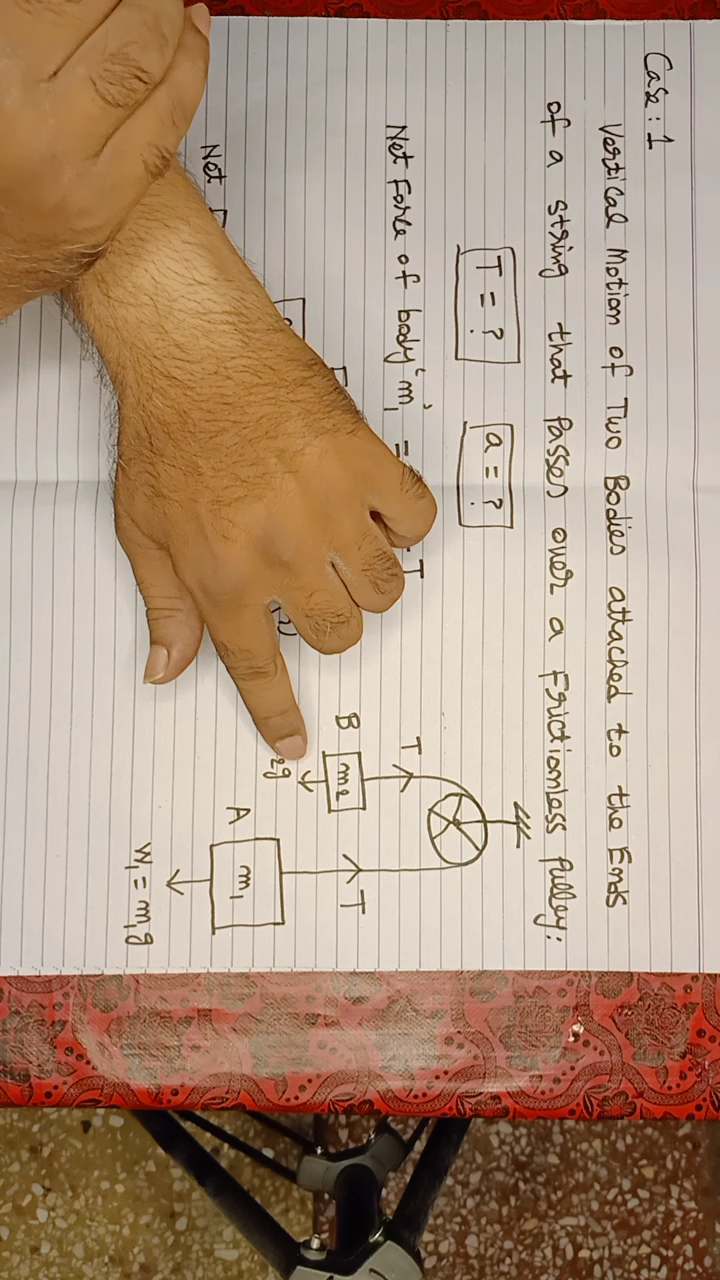 Case: 1
Vertical Motion of Two Bodies attached to the Ends
of a string that Passes over a Frictionless Pulley:
T = ?
a = ?
Net Force of body 'm₁' =
- T
Net
T
T
B
m₂
2g
A
m₁
W₁ = m₁g